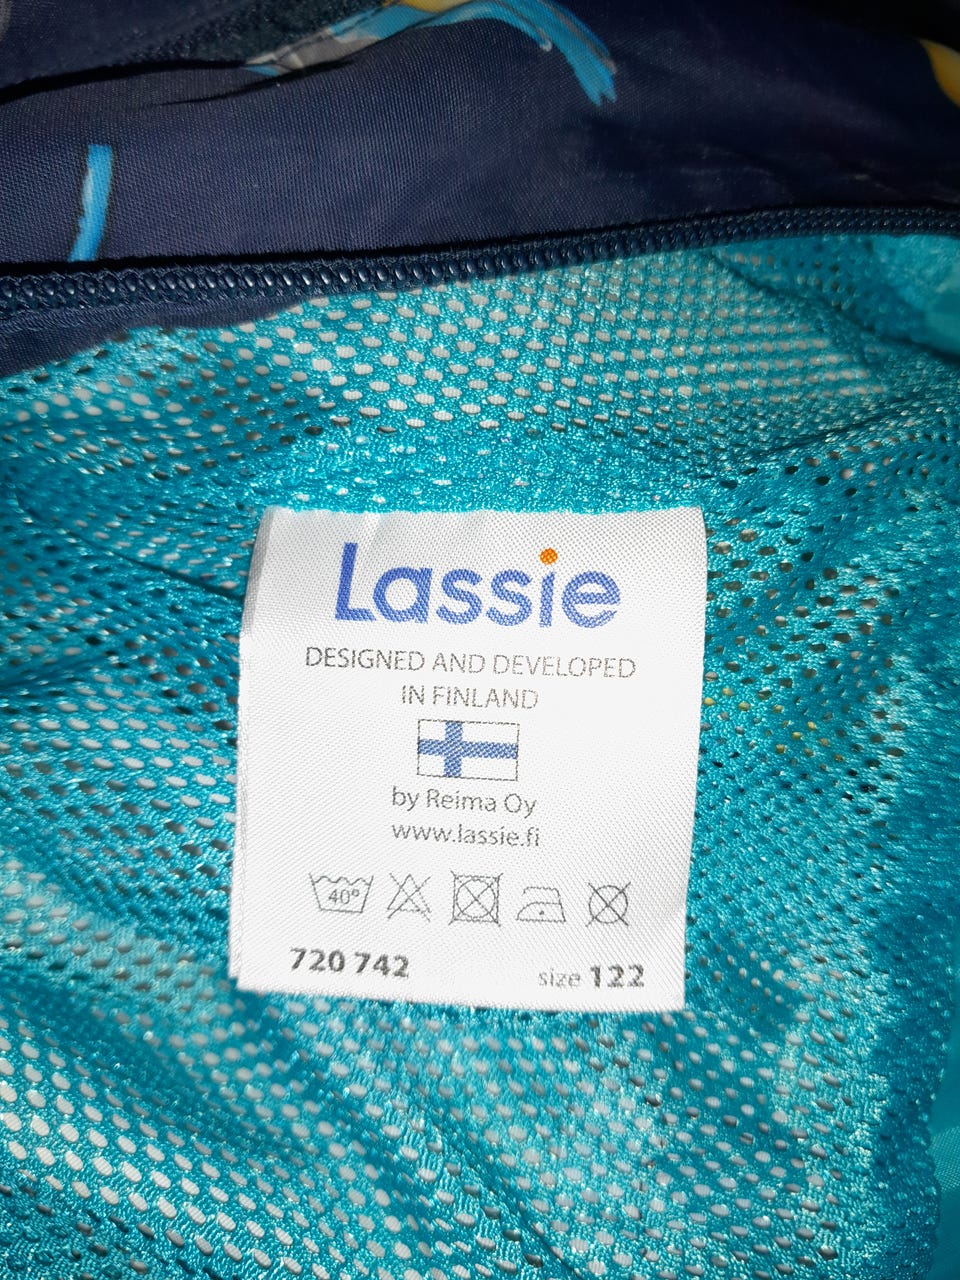 Lassie
DESIGNED AND DEVELOPED
IN FINLAND
by Reima Oy
www.lassie.fi
40°
720 742
size 122